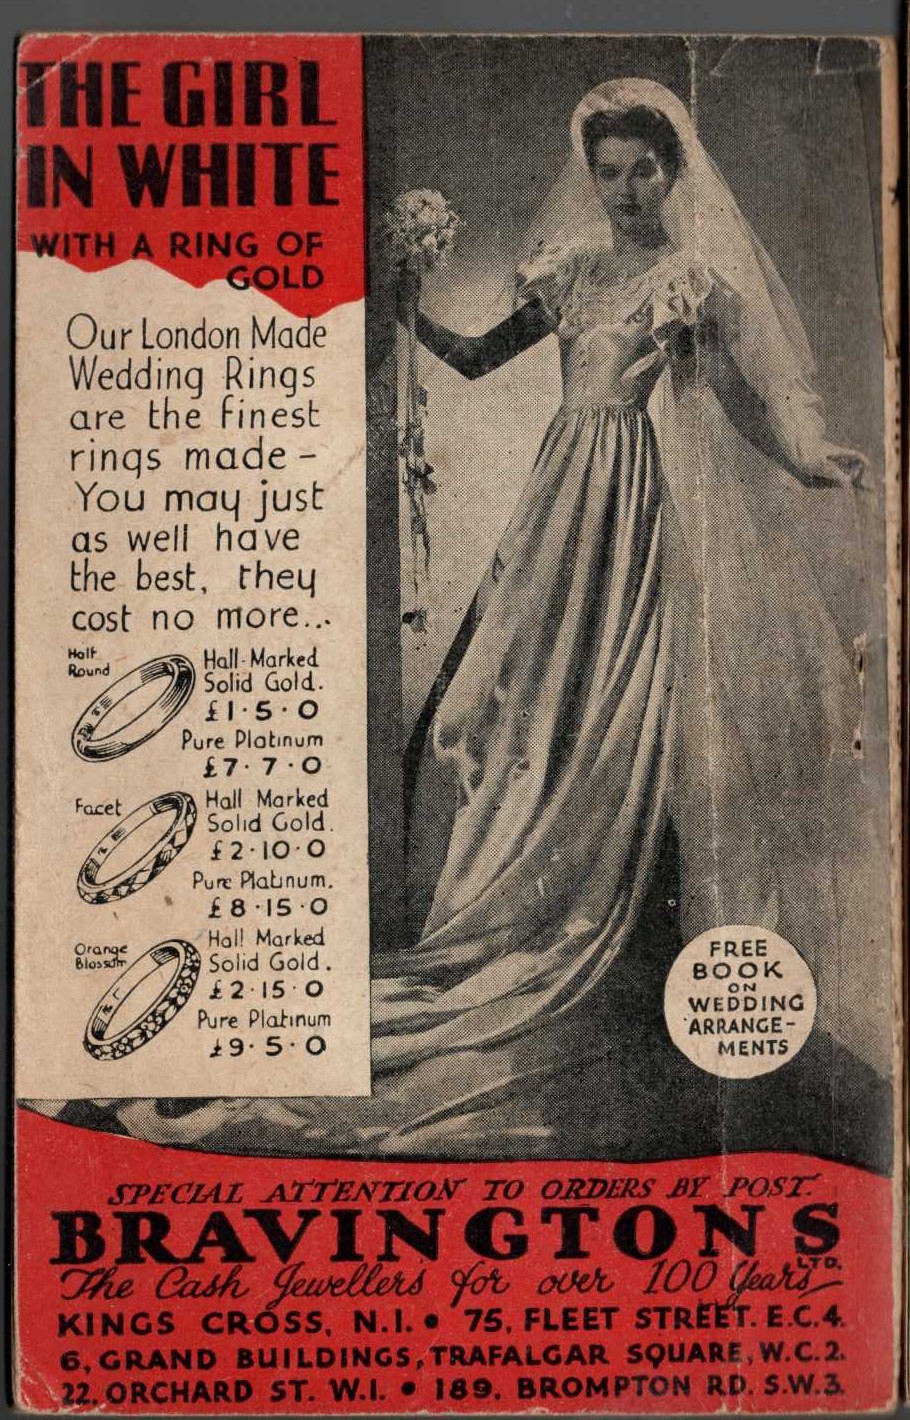 THE GIRL
IN WHITE
WITH A RING OF
GOLD
Our London Made
Wedding Rings
are the finest
rings made –
You may just
as well have
the best, they
cost no more...
Half
Round
Hall-Marked
Solid Gold.
£1·5·0
Pure Platinum
£7·7·0
Facet
Hall Marked
Solid Gold.
£2·10·0
Pure Platinum.
£8·15·0
Orange
Blossom
Hall Marked
Solid Gold.
£2·15·0
Pure Platinum
£9·5·0
FREE
BOOK
ON
WEDDING
ARRANGE-
MENTS
SPECIAL ATTENTION TO ORDERS BY POST.
BRAVINGTONS
LTD.
The Cash Jewellers for over 100 Years
KINGS CROSS, N.1. • 75, FLEET STREET. E.C.4.
6, GRAND BUILDINGS, TRAFALGAR SQUARE, W.C.2.
22, ORCHARD ST. W.1. • 189, BROMPTON RD. S.W.3.